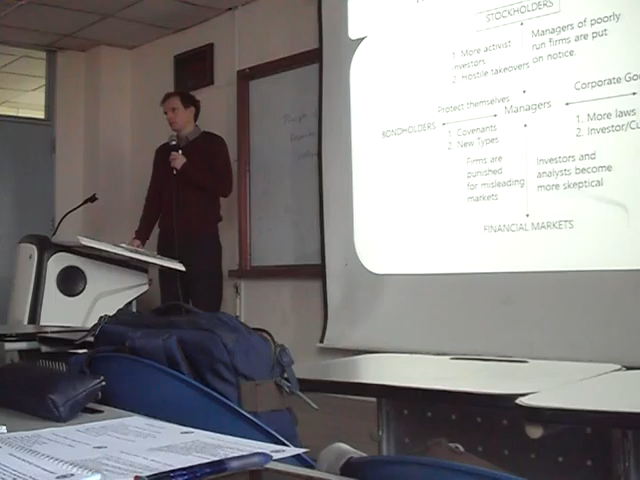 STOCKHOLDERS
1. More activist
investors
2. Hostile takeovers
Managers of poorly
run firms are put
on notice.
Protect themselves
Corporate Go
BONDHOLDERS
Managers
1. Covenants
2. New Types
1. More laws
2. Investor/Cu
Firms are
punished
for misleading
markets
Investors and
analysts become
more skeptical
FINANCIAL MARKETS